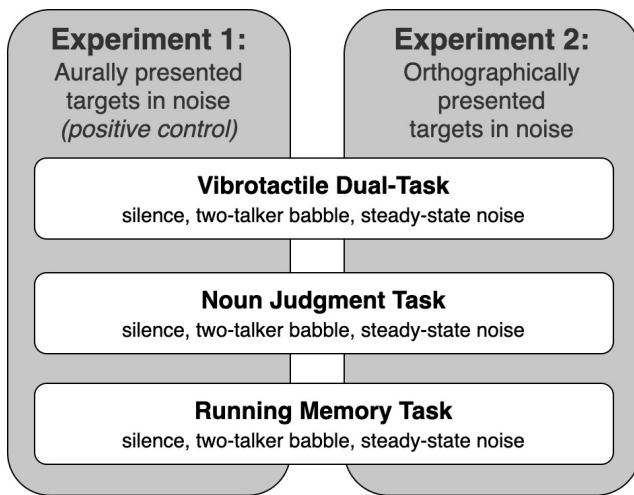 Experiment 1:
Aurally presented
targets in noise
(positive control)
Experiment 2:
Orthographically
presented
targets in noise
Vibrotactile Dual-Task
silence, two-talker babble, steady-state noise
Noun Judgment Task
silence, two-talker babble, steady-state noise
Running Memory Task
silence, two-talker babble, steady-state noise